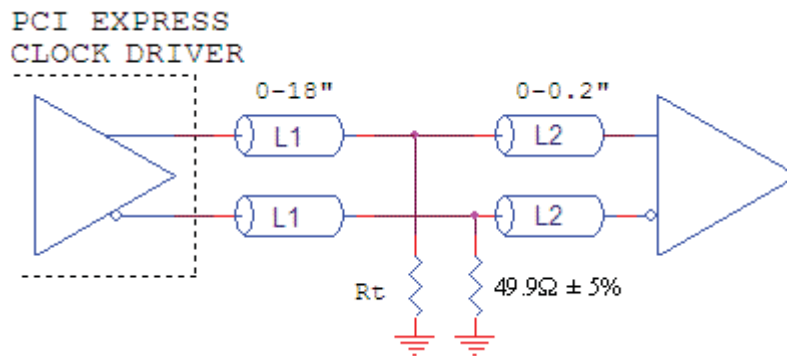 PCI EXPRESS
CLOCK DRIVER
0-18"
0-0.2"
L1
L2
L1
L2
Rt
49.9Ω ± 5%